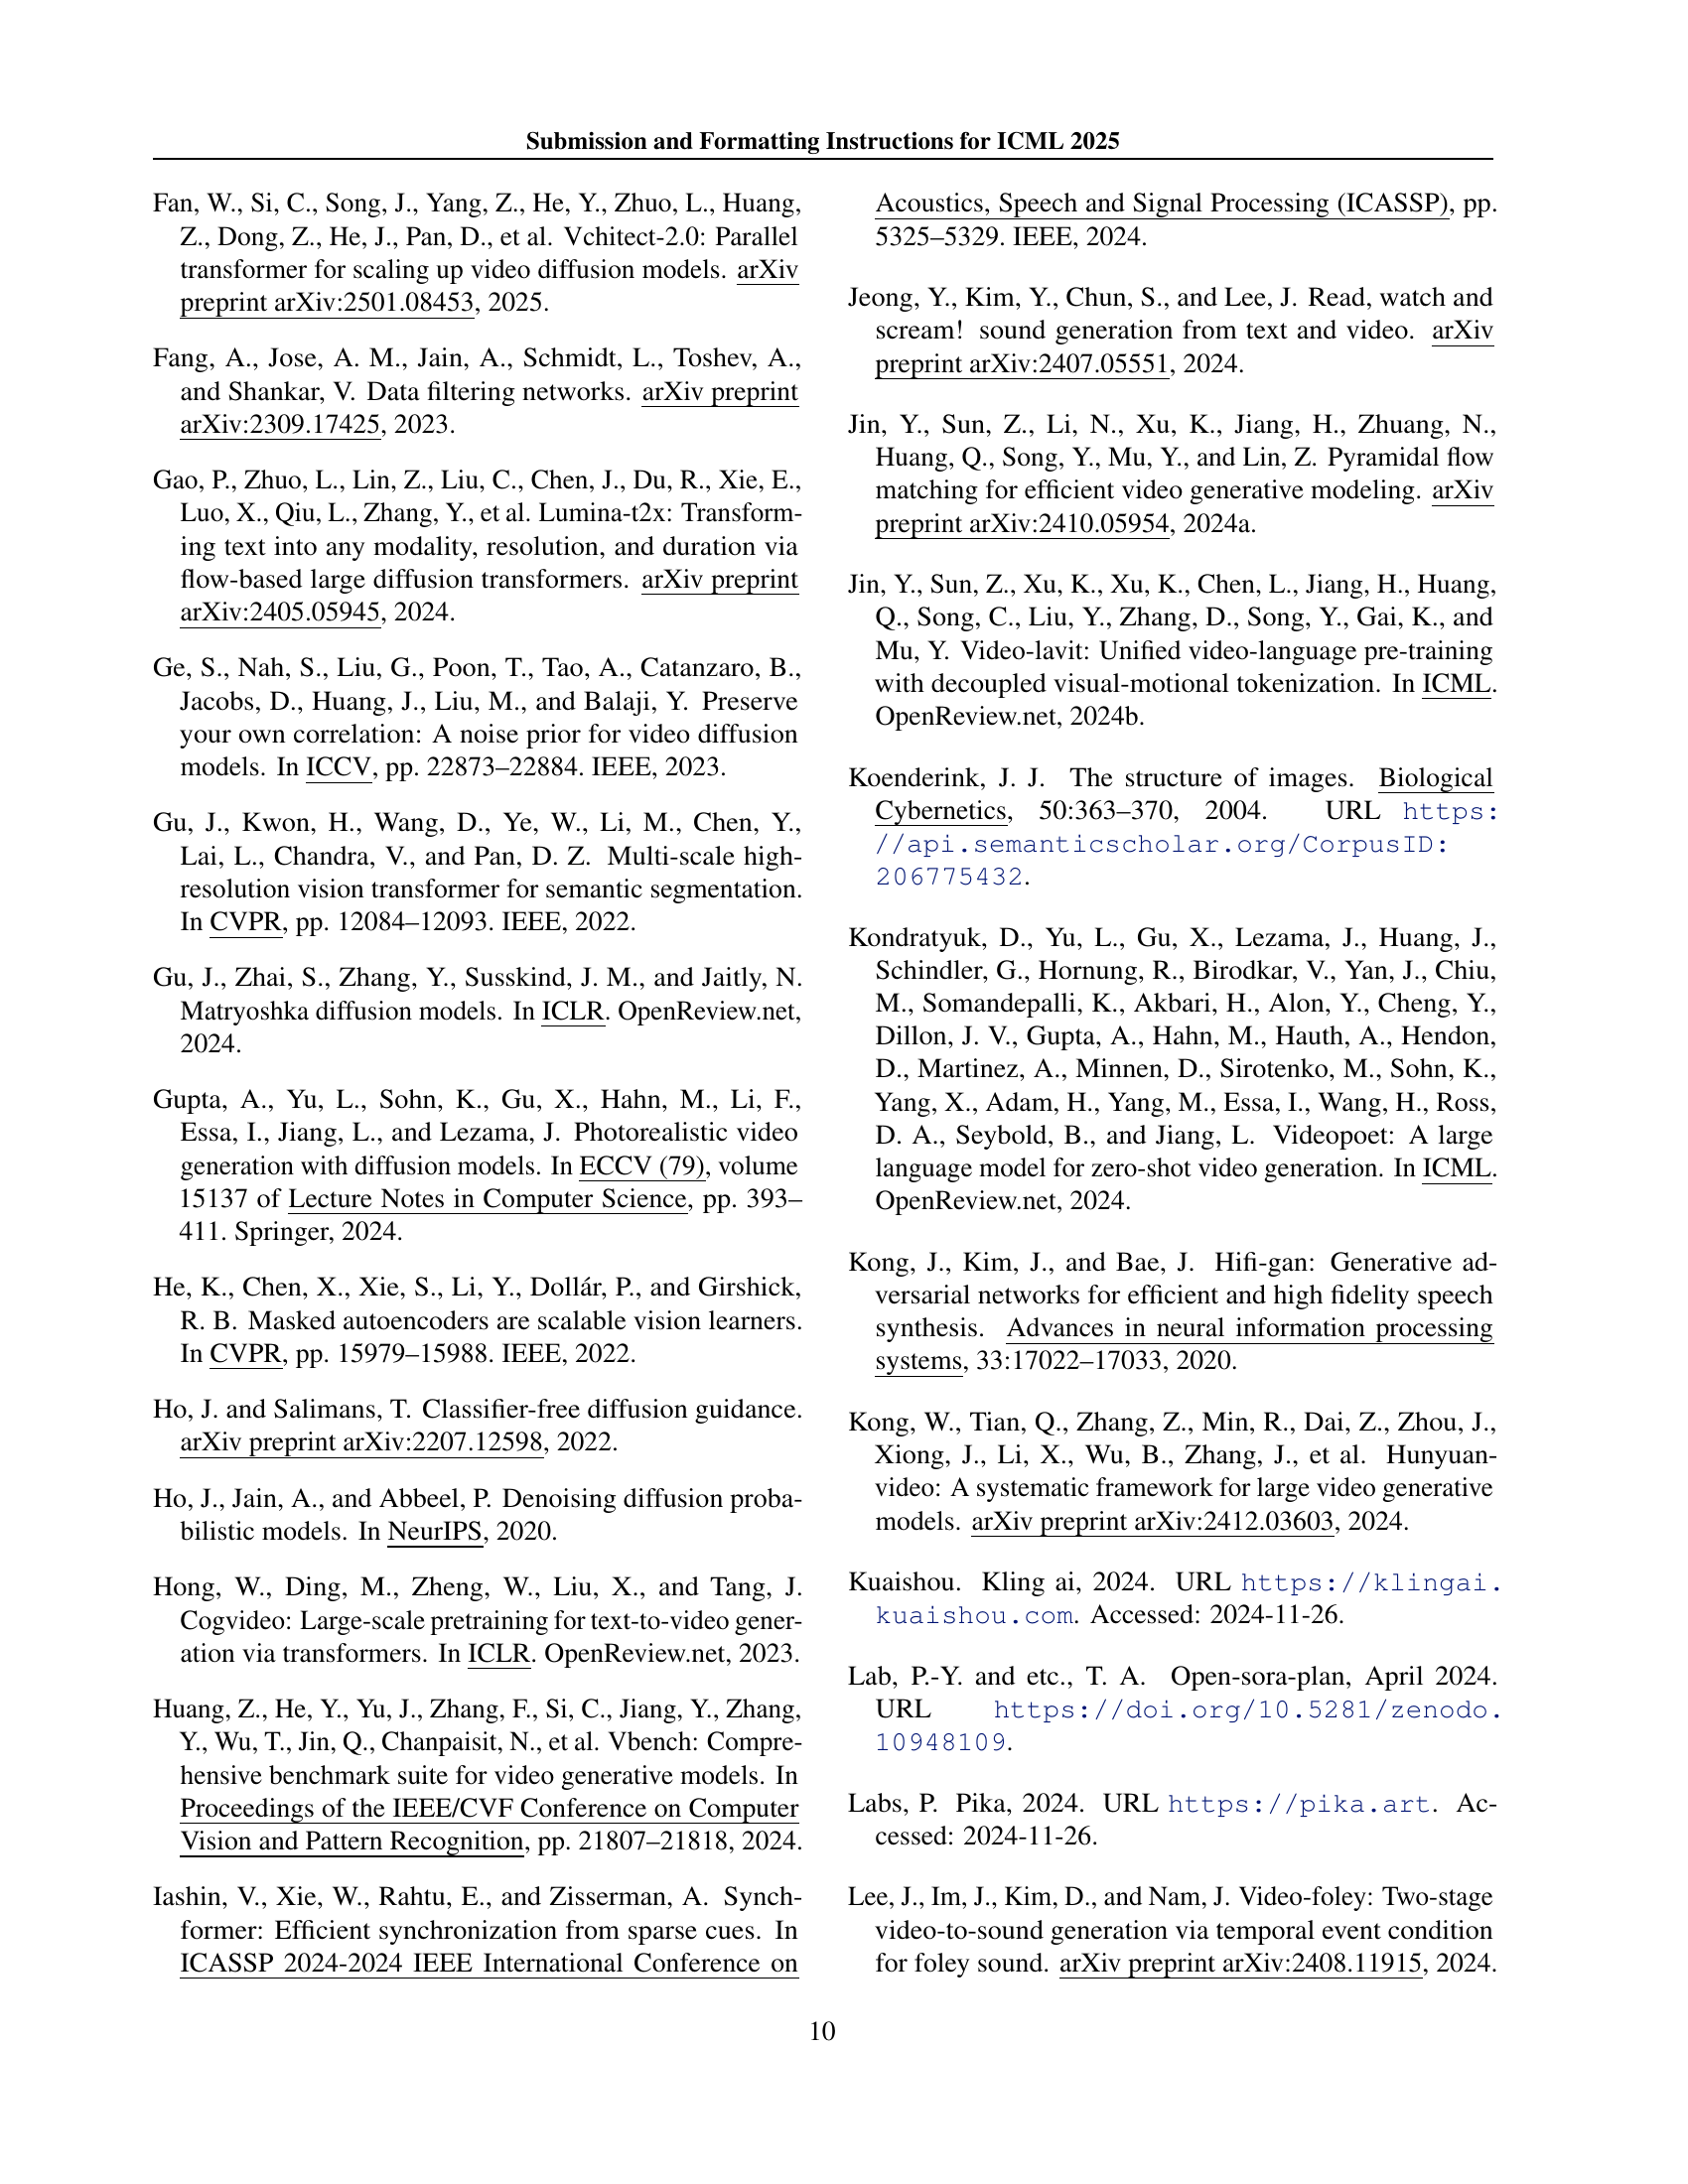 Submission and Formatting Instructions for ICML 2025
Fan, W., Si, C., Song, J., Yang, Z., He, Y., Zhuo, L., Huang,
Z., Dong, Z., He, J., Pan, D., et al. Vchitect-2.0: Parallel
transformer for scaling up video diffusion models. arXiv
preprint arXiv:2501.08453, 2025.
Fang, A., Jose, A. M., Jain, A., Schmidt, L., Toshev, A.,
and Shankar, V. Data filtering networks. arXiv preprint
arXiv:2309.17425, 2023.
Gao, P., Zhuo, L., Lin, Z., Liu, C., Chen, J., Du, R., Xie, E.,
Luo, X., Qiu, L., Zhang, Y., et al. Lumina-t2x: Transform-
ing text into any modality, resolution, and duration via
flow-based large diffusion transformers. arXiv preprint
arXiv:2405.05945, 2024.
Ge, S., Nah, S., Liu, G., Poon, T., Tao, A., Catanzaro, B.,
Jacobs, D., Huang, J., Liu, M., and Balaji, Y. Preserve
your own correlation: A noise prior for video diffusion
models. In ICCV, pp. 22873–22884. IEEE, 2023.
Gu, J., Kwon, H., Wang, D., Ye, W., Li, M., Chen, Y.,
Lai, L., Chandra, V., and Pan, D. Z. Multi-scale high-
resolution vision transformer for semantic segmentation.
In CVPR, pp. 12084–12093. IEEE, 2022.
Gu, J., Zhai, S., Zhang, Y., Susskind, J. M., and Jaitly, N.
Matryoshka diffusion models. In ICLR. OpenReview.net,
2024.
Gupta, A., Yu, L., Sohn, K., Gu, X., Hahn, M., Li, F.,
Essa, I., Jiang, L., and Lezama, J. Photorealistic video
generation with diffusion models. In ECCV (79), volume
15137 of Lecture Notes in Computer Science, pp. 393–
411. Springer, 2024.
He, K., Chen, X., Xie, S., Li, Y., Dollár, P., and Girshick,
R. B. Masked autoencoders are scalable vision learners.
In CVPR, pp. 15979–15988. IEEE, 2022.
Ho, J. and Salimans, T. Classifier-free diffusion guidance.
arXiv preprint arXiv:2207.12598, 2022.
Ho, J., Jain, A., and Abbeel, P. Denoising diffusion proba-
bilistic models. In NeurIPS, 2020.
Hong, W., Ding, M., Zheng, W., Liu, X., and Tang, J.
Cogvideo: Large-scale pretraining for text-to-video gener-
ation via transformers. In ICLR. OpenReview.net, 2023.
Huang, Z., He, Y., Yu, J., Zhang, F., Si, C., Jiang, Y., Zhang,
Y., Wu, T., Jin, Q., Chanpaisit, N., et al. Vbench: Compre-
hensive benchmark suite for video generative models. In
Proceedings of the IEEE/CVF Conference on Computer
Vision and Pattern Recognition, pp. 21807–21818, 2024.
Iashin, V., Xie, W., Rahtu, E., and Zisserman, A. Synch-
former: Efficient synchronization from sparse cues. In
ICASSP 2024-2024 IEEE International Conference on
Acoustics, Speech and Signal Processing (ICASSP), pp.
5325–5329. IEEE, 2024.
Jeong, Y., Kim, Y., Chun, S., and Lee, J. Read, watch and
scream! sound generation from text and video. arXiv
preprint arXiv:2407.05551, 2024.
Jin, Y., Sun, Z., Li, N., Xu, K., Jiang, H., Zhuang, N.,
Huang, Q., Song, Y., Mu, Y., and Lin, Z. Pyramidal flow
matching for efficient video generative modeling. arXiv
preprint arXiv:2410.05954, 2024a.
Jin, Y., Sun, Z., Xu, K., Xu, K., Chen, L., Jiang, H., Huang,
Q., Song, C., Liu, Y., Zhang, D., Song, Y., Gai, K., and
Mu, Y. Video-lavit: Unified video-language pre-training
with decoupled visual-motional tokenization. In ICML.
OpenReview.net, 2024b.
Koenderink, J. J. The structure of images. Biological
Cybernetics, 50:363–370, 2004. URL https:
//api.semanticscholar.org/CorpusID:
206775432.
Kondratyuk, D., Yu, L., Gu, X., Lezama, J., Huang, J.,
Schindler, G., Hornung, R., Birodkar, V., Yan, J., Chiu,
M., Somandepalli, K., Akbari, H., Alon, Y., Cheng, Y.,
Dillon, J. V., Gupta, A., Hahn, M., Hauth, A., Hendon,
D., Martinez, A., Minnen, D., Sirotenko, M., Sohn, K.,
Yang, X., Adam, H., Yang, M., Essa, I., Wang, H., Ross,
D. A., Seybold, B., and Jiang, L. Videopoet: A large
language model for zero-shot video generation. In ICML.
OpenReview.net, 2024.
Kong, J., Kim, J., and Bae, J. Hifi-gan: Generative ad-
versarial networks for efficient and high fidelity speech
synthesis. Advances in neural information processing
systems, 33:17022–17033, 2020.
Kong, W., Tian, Q., Zhang, Z., Min, R., Dai, Z., Zhou, J.,
Xiong, J., Li, X., Wu, B., Zhang, J., et al. Hunyuan-
video: A systematic framework for large video generative
models. arXiv preprint arXiv:2412.03603, 2024.
Kuaishou. Kling ai, 2024. URL https://klingai.
kuaishou.com. Accessed: 2024-11-26.
Lab, P.-Y. and etc., T. A. Open-sora-plan, April 2024.
URL https://doi.org/10.5281/zenodo.
10948109.
Labs, P. Pika, 2024. URL https://pika.art. Ac-
cessed: 2024-11-26.
Lee, J., Im, J., Kim, D., and Nam, J. Video-foley: Two-stage
video-to-sound generation via temporal event condition
for foley sound. arXiv preprint arXiv:2408.11915, 2024.
10